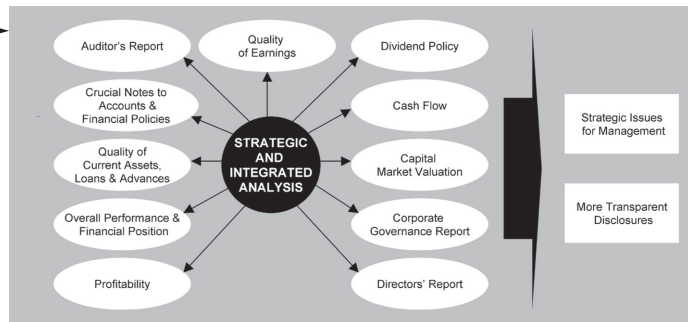 Auditor's Report
Quality
of Earnings
Dividend Policy
Crucial Notes to
Accounts &
Financial Policies
Cash Flow
Quality of
Current Assets,
Loans & Advances
STRATEGIC
AND
INTEGRATED
ANALYSIS
Capital
Market Valuation
Overall Performance &
Financial Position
Corporate
Governance Report
Profitability
Directors' Report
Strategic Issues
for Management
More Transparent
Disclosures